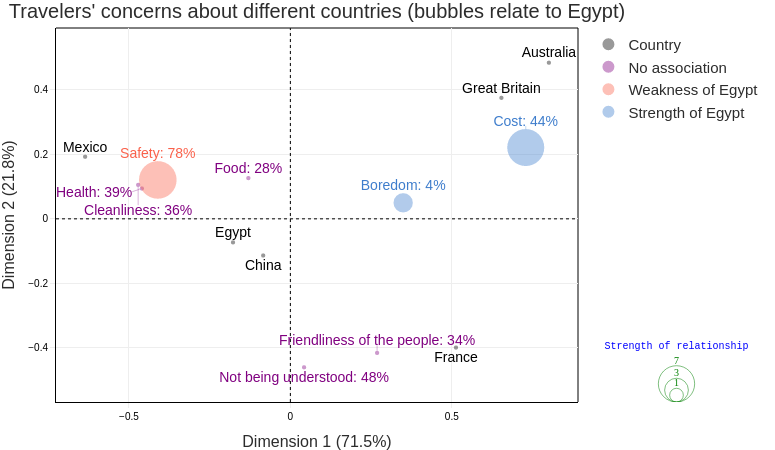 Travelers' concerns about different countries (bubbles relate to Egypt)
Country
No association
Weakness of Egypt
Strength of Egypt
Australia
Great Britain
Cost: 44%
Mexico
Safety: 78%
Food: 28%
Boredom: 4%
Health: 39%
Cleanliness: 36%
Egypt
China
Friendliness of the people: 34%
France
Not being understood: 48%
0.4
0.2
0
−0.2
−0.4
−0.5
0
0.5
Dimension 1 (71.5%)
Dimension 2 (21.8%)
Strength of relationship
7
3
1